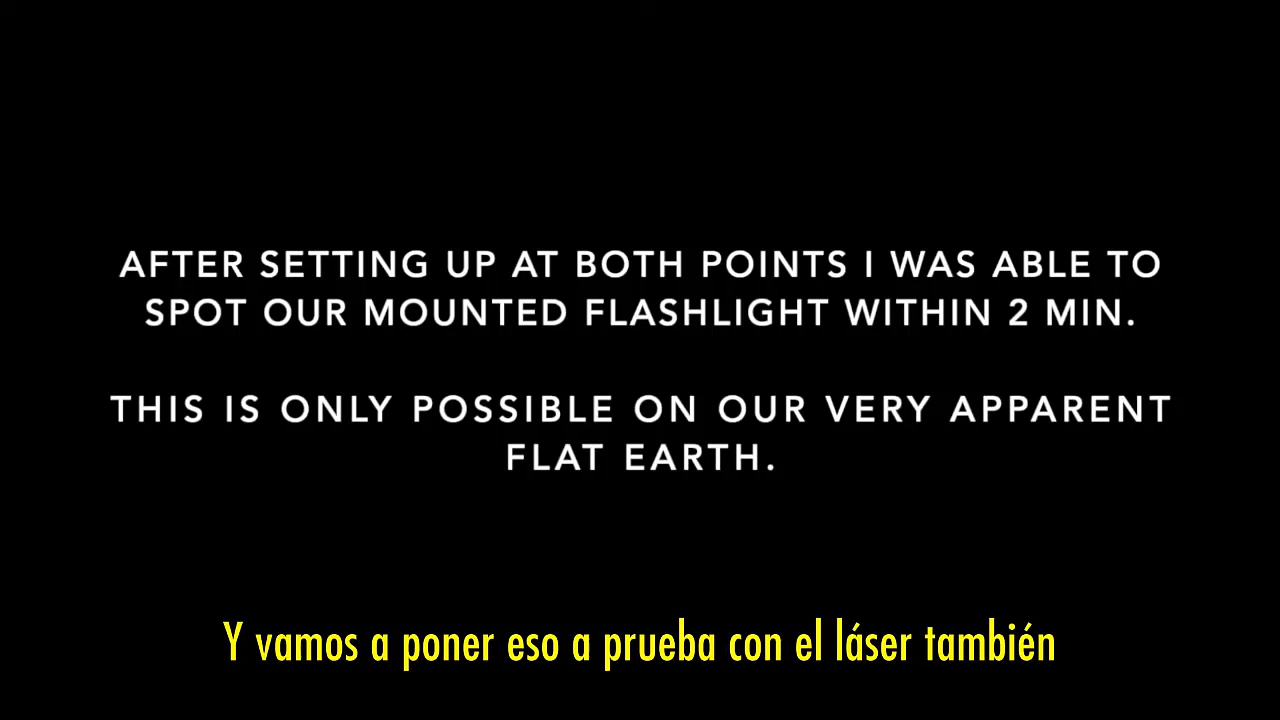 AFTER SETTING UP AT BOTH POINTS I WAS ABLE TO
SPOT OUR MOUNTED FLASHLIGHT WITHIN 2 MIN.
THIS IS ONLY POSSIBLE ON OUR VERY APPARENT
FLAT EARTH.
Y vamos a poner eso a prueba con el láser también